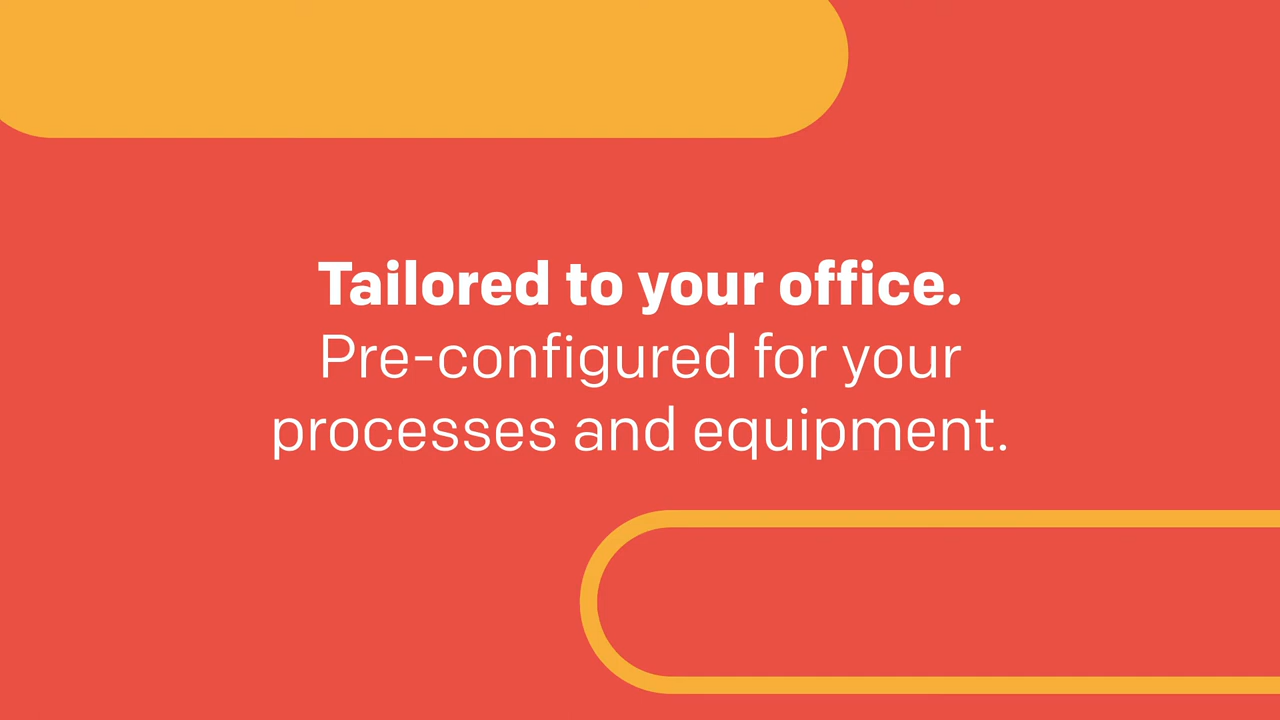 Tailored to your office.
Pre-configured for your
processes and equipment.